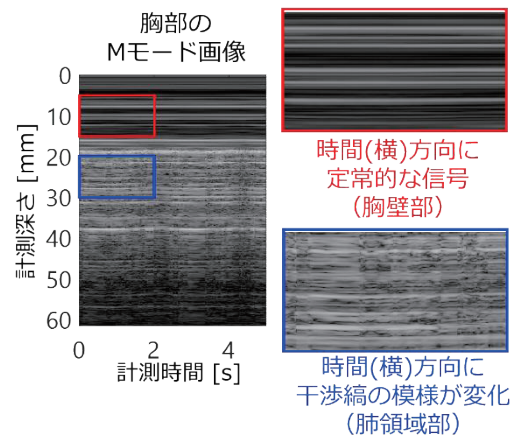 胸部の
Mモード画像
0
10
20
30
40
50
60
計測深さ [mm]
0
2
4
計測時間 [s]
時間(横)方向に
定常的な信号
（胸壁部）
時間(横)方向に
干渉縞の模様が変化
（肺領域部）